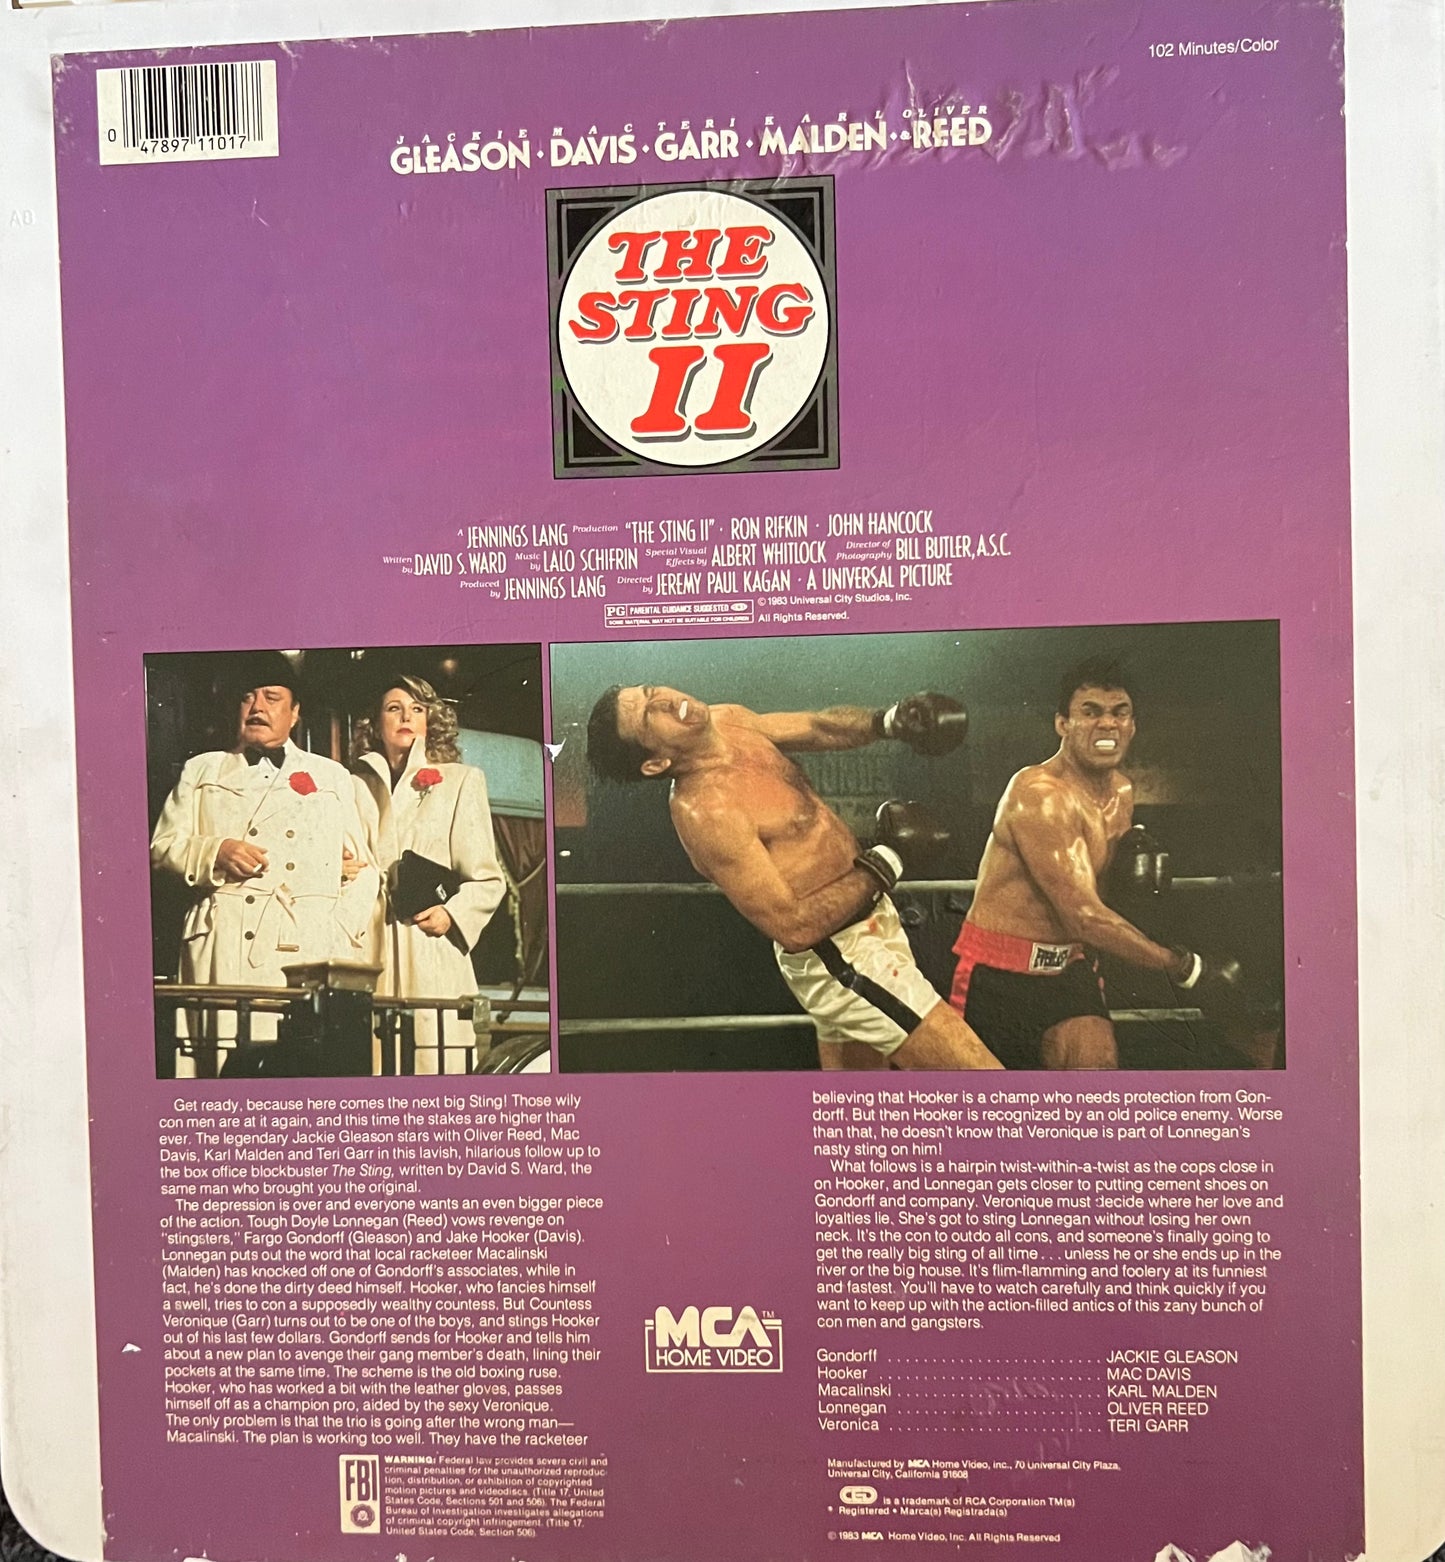 102 Minutes/Color
0 47897 11017
JACKIE MAC TERI KARL OLIVER
GLEASON · DAVIS · GARR · MALDEN · & REED
THE
STING
II
A JENNINGS LANG Production "THE STING II" · RON RIFKIN · JOHN HANCOCK
Written by DAVID S. WARD Music by LALO SCHIFRIN Special Visual Effects by ALBERT WHITLOCK Director of Photography BILL BUTLER, A.S.C.
Produced by JENNINGS LANG Directed by JEREMY PAUL KAGAN · A UNIVERSAL PICTURE
PG PARENTAL GUIDANCE SUGGESTED
SOME MATERIAL MAY NOT BE SUITABLE FOR CHILDREN
© 1983 Universal City Studios, Inc.
All Rights Reserved.
EVERLAST
Get ready, because here comes the next big Sting! Those wily
con men are at it again, and this time the stakes are higher than
ever. The legendary Jackie Gleason stars with Oliver Reed, Mac
Davis, Karl Malden and Teri Garr in this lavish, hilarious follow up to
the box office blockbuster The Sting, written by David S. Ward, the
same man who brought you the original.
The depression is over and everyone wants an even bigger piece
of the action. Tough Doyle Lonnegan (Reed) vows revenge on
"stingsters," Fargo Gondorff (Gleason) and Jake Hooker (Davis).
Lonnegan puts out the word that local racketeer Macalinski
(Malden) has knocked off one of Gondorff's associates, while in
fact, he's done the dirty deed himself. Hooker, who fancies himself
a swell, tries to con a supposedly wealthy countess. But Countess
Veronique (Garr) turns out to be one of the boys, and stings Hooker
out of his last few dollars. Gondorff sends for Hooker and tells him
about a new plan to avenge their gang member's death, lining their
pockets at the same time. The scheme is the old boxing ruse.
Hooker, who has worked a bit with the leather gloves, passes
himself off as a champion pro, aided by the sexy Veronique.
The only problem is that the trio is going after the wrong man—
Macalinski. The plan is working too well. They have the racketeer
believing that Hooker is a champ who needs protection from Gon-
dorff. But then Hooker is recognized by an old police enemy. Worse
than that, he doesn't know that Veronique is part of Lonnegan's
nasty sting on him!
What follows is a hairpin twist-within-a-twist as the cops close in
on Hooker, and Lonnegan gets closer to putting cement shoes on
Gondorff and company. Veronique must decide where her love and
loyalties lie. She's got to sting Lonnegan without losing her own
neck. It's the con to outdo all cons, and someone's finally going to
get the really big sting of all time . . . unless he or she ends up in the
river or the big house. It's flim-flamming and foolery at its funniest
and fastest. You'll have to watch carefully and think quickly if you
want to keep up with the action-filled antics of this zany bunch of
con men and gangsters.
MCA™
HOME VIDEO
Gondorff . . . . . . . . . . . . . . . . . . . . . . . . JACKIE GLEASON
Hooker . . . . . . . . . . . . . . . . . . . . . . . . . MAC DAVIS
Macalinski . . . . . . . . . . . . . . . . . . . . . . . KARL MALDEN
Lonnegan . . . . . . . . . . . . . . . . . . . . . . . OLIVER REED
Veronica . . . . . . . . . . . . . . . . . . . . . . . . TERI GARR
FBI
WARNING: Federal law provides severe civil and
criminal penalties for the unauthorized reproduc-
tion, distribution, or exhibition of copyrighted
motion pictures and videodiscs. (Title 17, United
States Code, Sections 501 and 506). The Federal
Bureau of Investigation investigates allegations
of criminal copyright infringement. (Title 17,
United States Code, Section 506).
Manufactured by MCA Home Video, Inc., 70 Universal City Plaza,
Universal City, California 91608
CED is a trademark of RCA Corporation TM(s)
® Registered • Marca(s) Registrada(s)
© 1983 MCA Home Video, Inc. All Rights Reserved